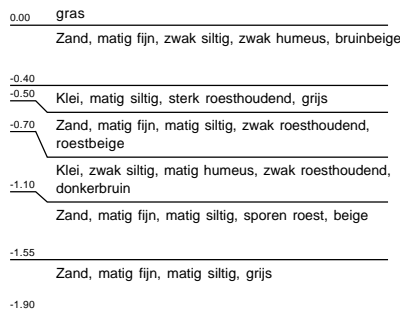 0.00 gras
Zand, matig fijn, zwak siltig, zwak humeus, bruinbeige
-0.40
-0.50 Klei, matig siltig, sterk roesthoudend, grijs
Zand, matig fijn, matig siltig, zwak roesthoudend,
-0.70
roestbeige
Klei, zwak siltig, matig humeus, zwak roesthoudend,
-1.10 donkerbruin
Zand, matig fijn, matig siltig, sporen roest, beige
-1.55
Zand, matig fijn, matig siltig, grijs
-1.90